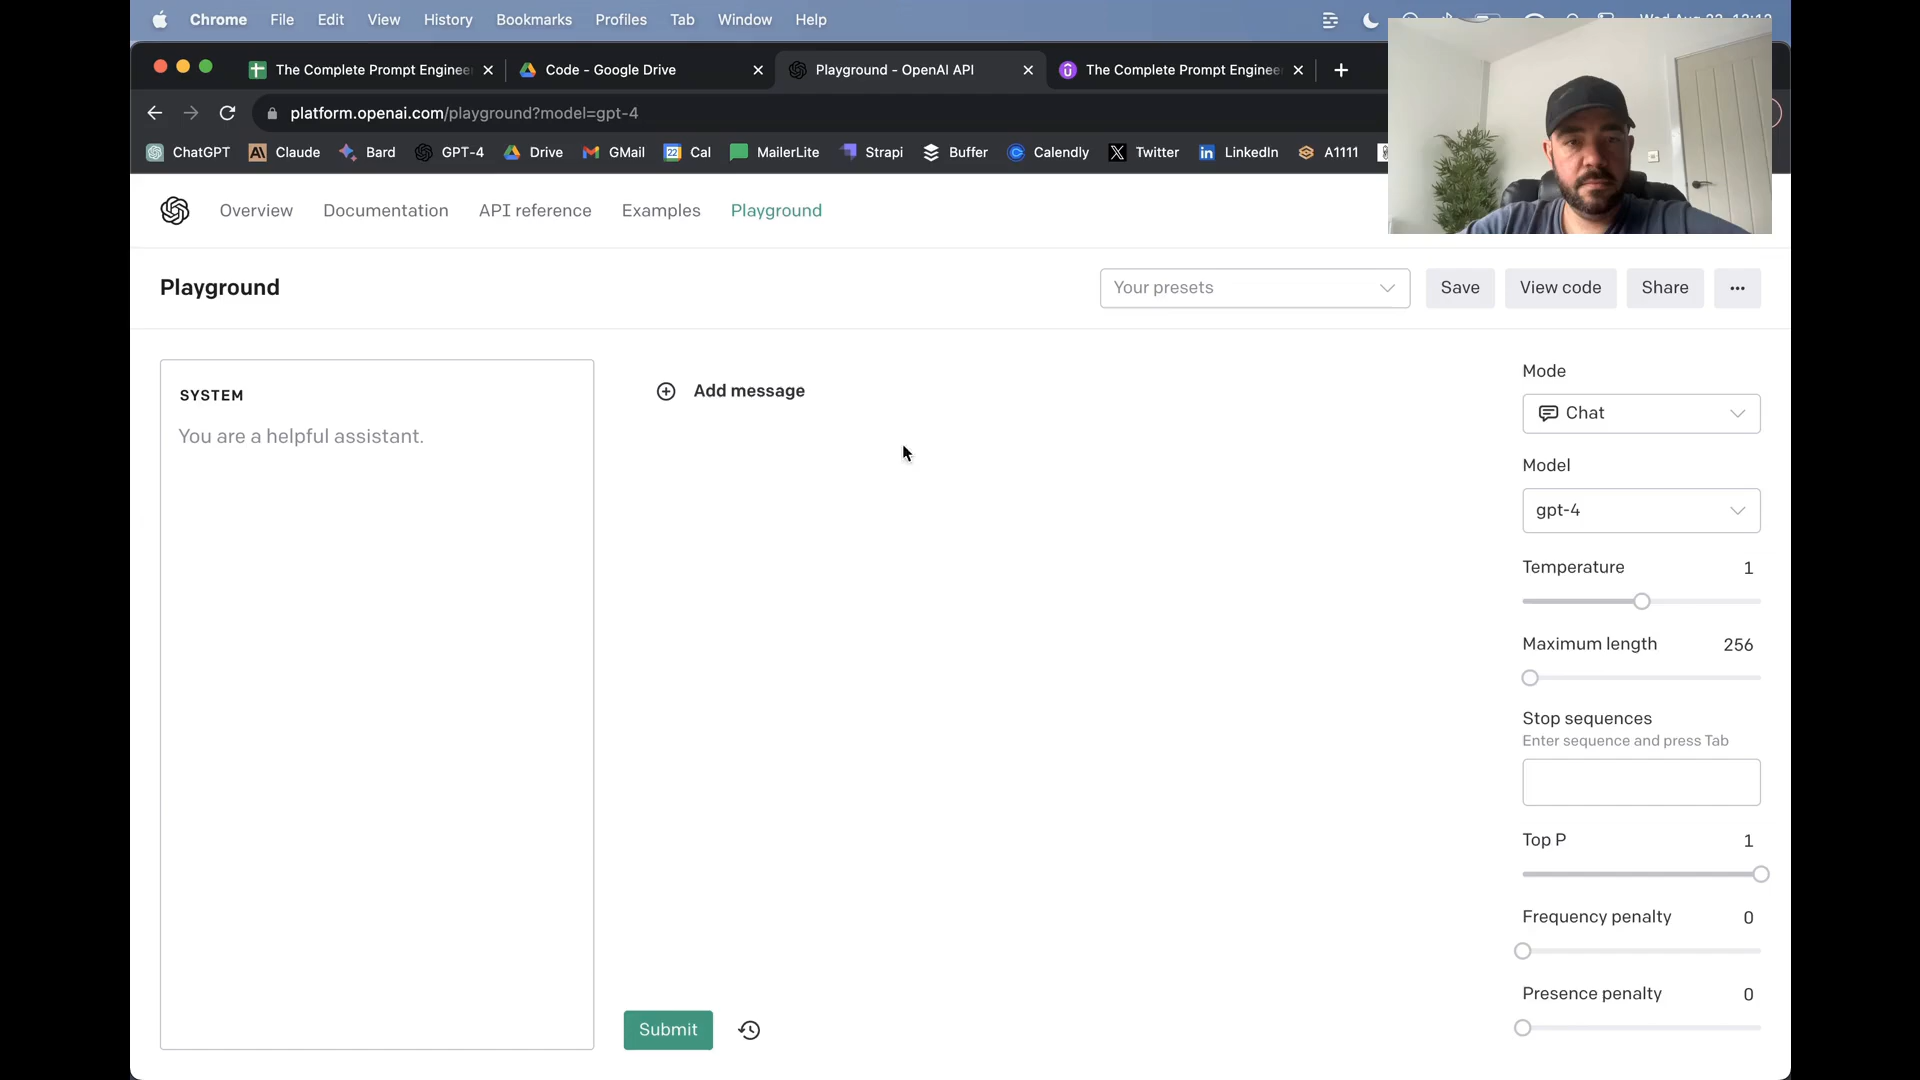 Chrome File Edit View History Bookmarks Profiles Tab Window Help
The Complete Prompt Enginee
Code - Google Drive
Playground - OpenAI API
The Complete Prompt Enginee
platform.openai.com/playground?model=gpt-4
ChatGPT Claude Bard GPT-4 Drive GMail Cal MailerLite Strapi Buffer Calendly Twitter LinkedIn A1111
Overview Documentation API reference Examples Playground
Playground
Your presets Save View code Share
SYSTEM
You are a helpful assistant.
Add message
Submit
Mode
Chat
Model
gpt-4
Temperature 1
Maximum length 256
Stop sequences
Enter sequence and press Tab
Top P 1
Frequency penalty 0
Presence penalty 0